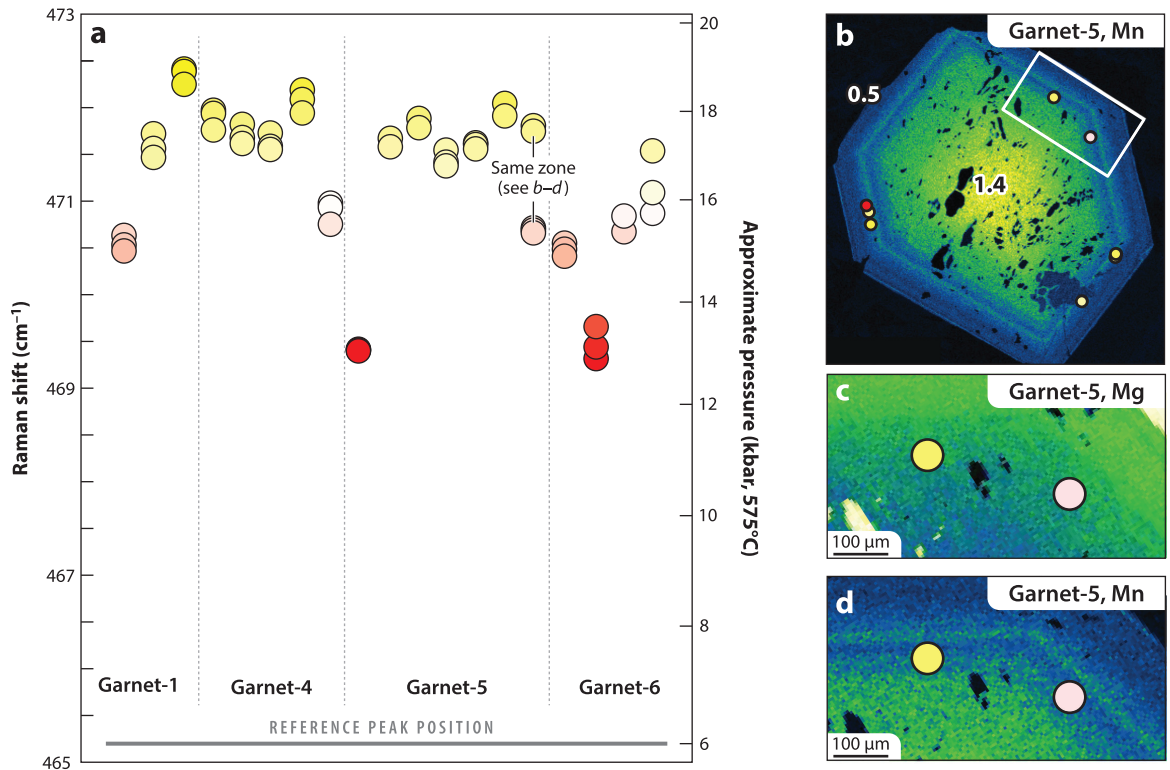 a
473
471
469
467
465
Raman shift (cm⁻¹)
20
18
16
14
12
10
8
6
Approximate pressure (kbar, 575°C)
Same zone
(see b–d)
Garnet-1
Garnet-4
Garnet-5
Garnet-6
REFERENCE PEAK POSITION
b
Garnet-5, Mn
0.5
1.4
c
Garnet-5, Mg
100 µm
d
Garnet-5, Mn
100 µm